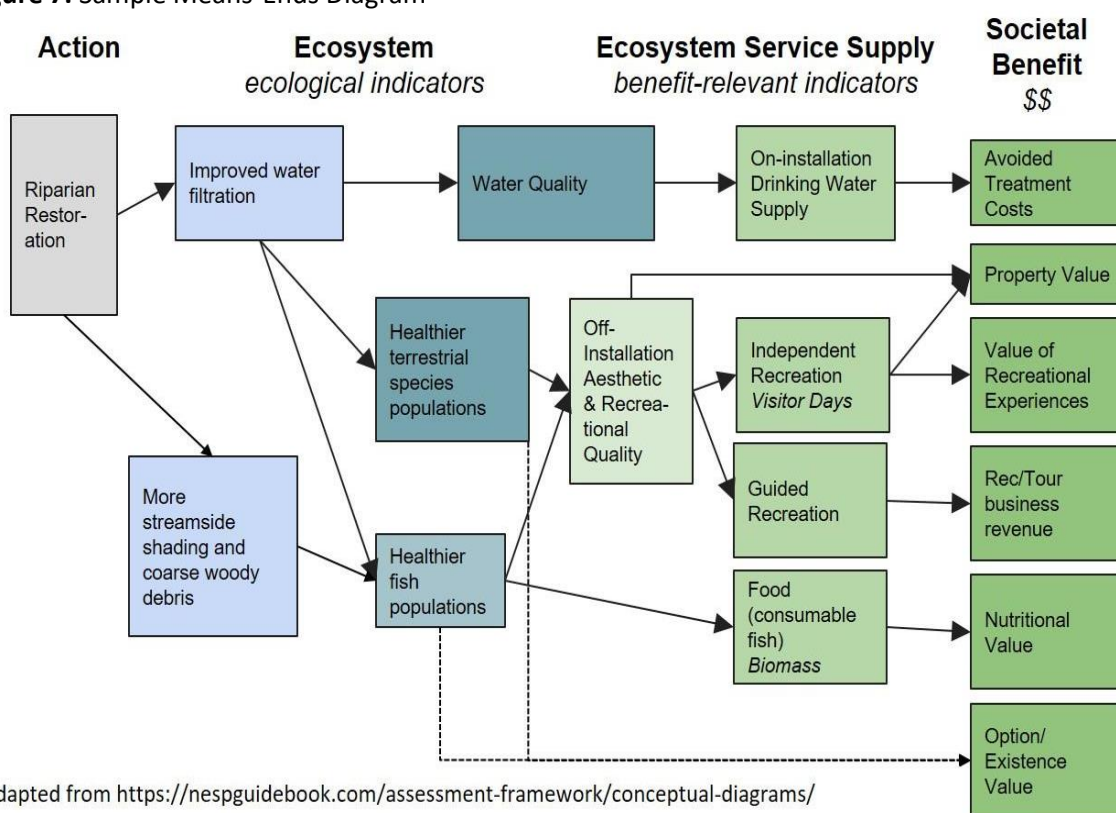 gure 7. Sample Means-Ends Diagram
Action
Ecosystem
ecological indicators
Ecosystem Service Supply
benefit-relevant indicators
Societal
Benefit
$$
Riparian
Restor-
ation
Improved water
filtration
Water Quality
On-installation
Drinking Water
Supply
Avoided
Treatment
Costs
Property Value
Healthier
terrestrial
species
populations
Off-
Installation
Aesthetic
& Recrea-
tional
Quality
Independent
Recreation
Visitor Days
Value of
Recreational
Experiences
More
streamside
shading and
coarse woody
debris
Guided
Recreation
Rec/Tour
business
revenue
Healthier
fish
populations
Food
(consumable
fish)
Biomass
Nutritional
Value
Option/
Existence
Value
dapted from https://nespguidebook.com/assessment-framework/conceptual-diagrams/